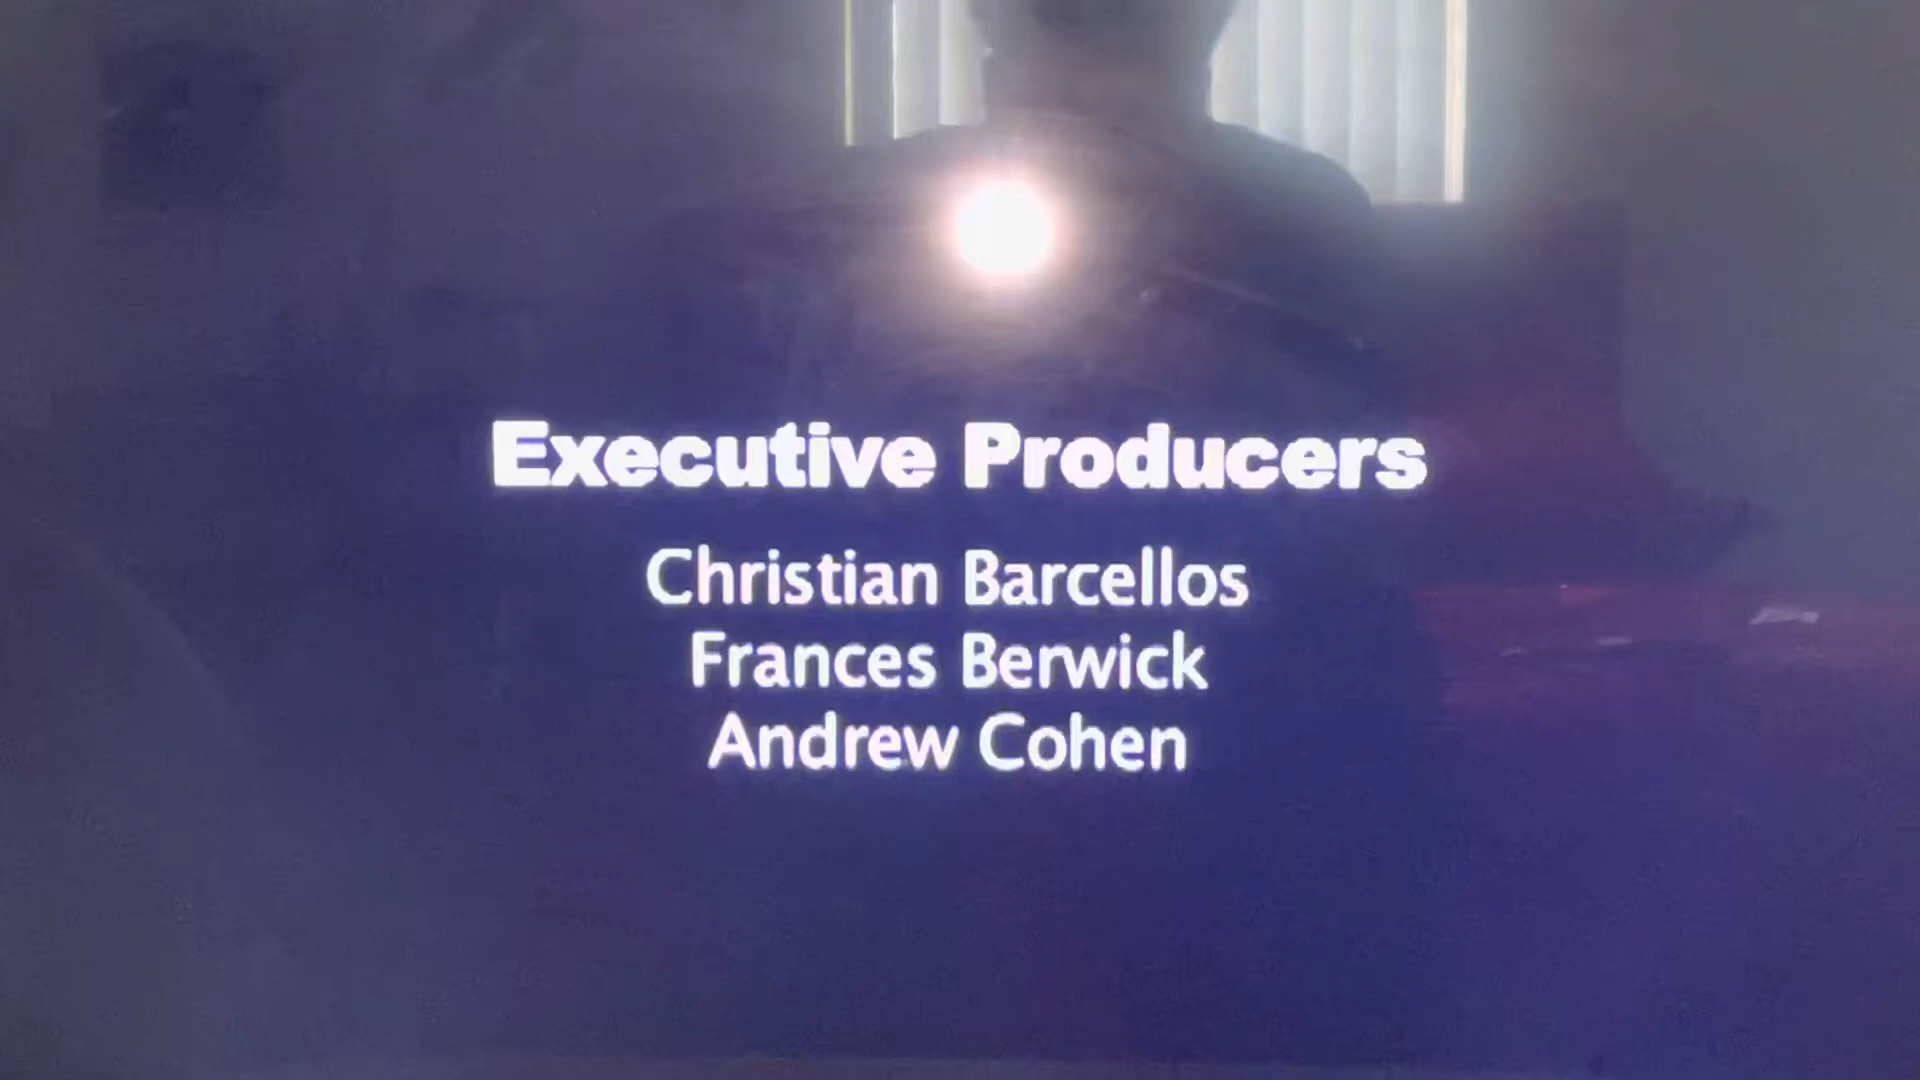 Executive Producers
Christian Barcellos
Frances Berwick
Andrew Cohen